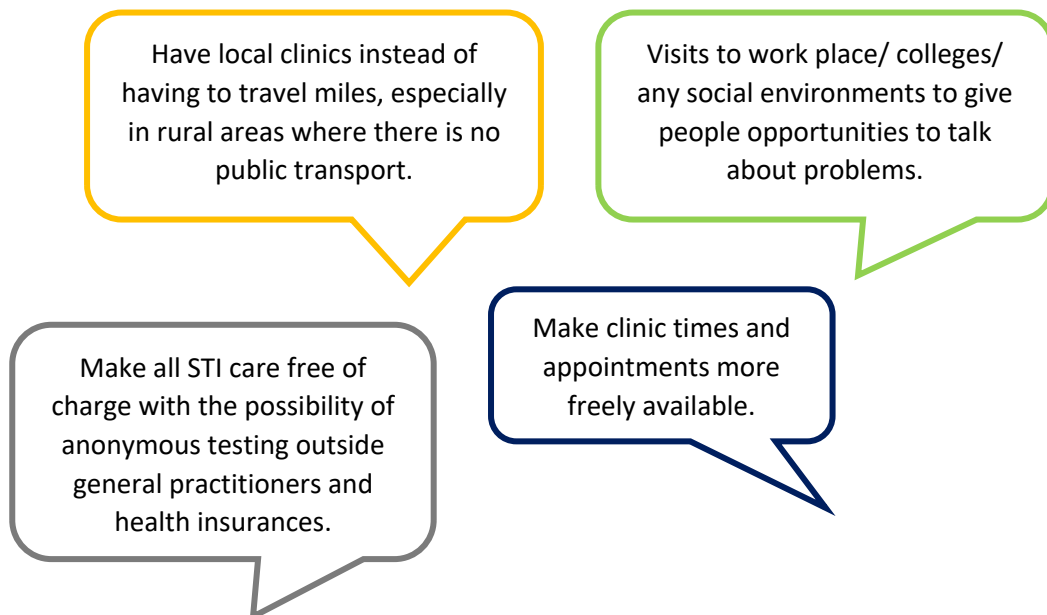 Have local clinics instead of
having to travel miles, especially
in rural areas where there is no
public transport.
Visits to work place/ colleges/
any social environments to give
people opportunities to talk
about problems.
Make clinic times and
appointments more
freely available.
Make all STI care free of
charge with the possibility of
anonymous testing outside
general practitioners and
health insurances.